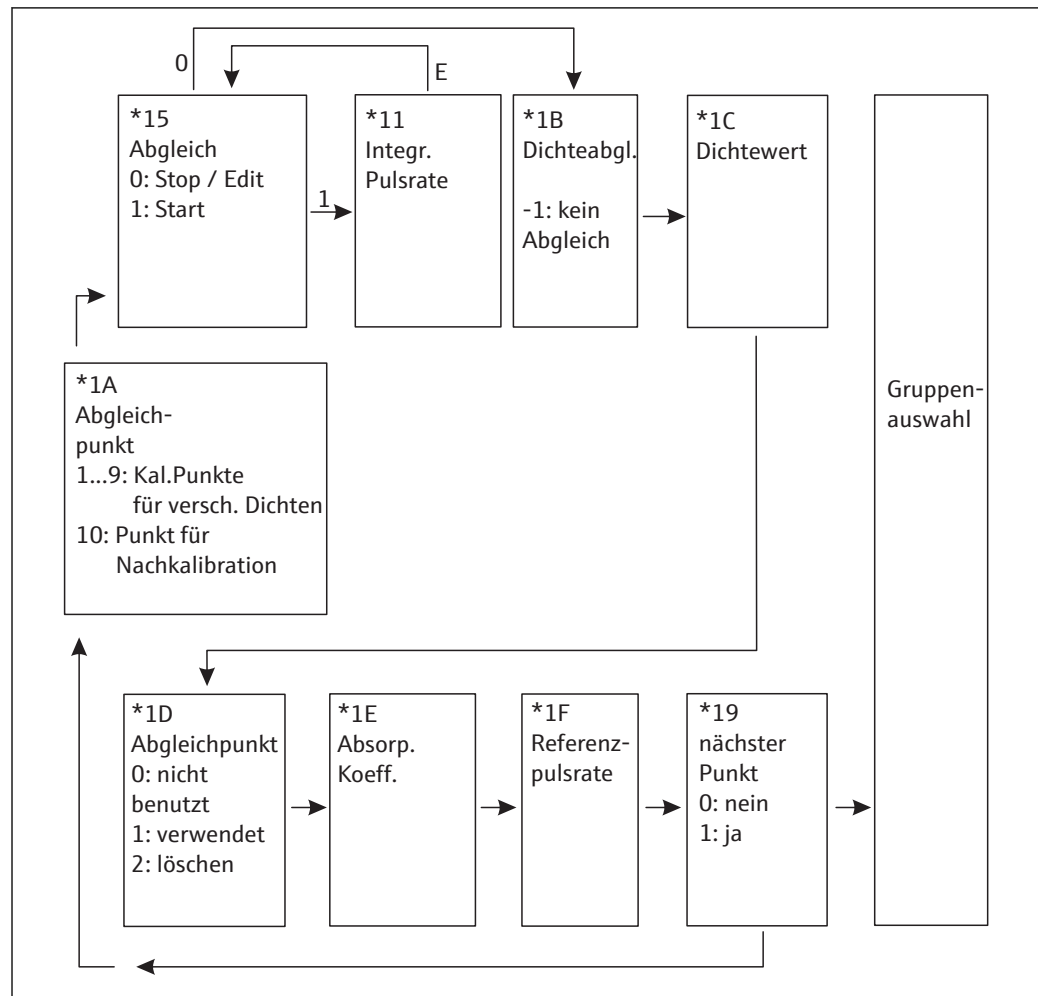 0
E
*15
Abgleich
0: Stop / Edit
1: Start
1
*11
Integr.
Pulsrate
*1B
Dichteabgl.
-1: kein
Abgleich
*1C
Dichtewert
Gruppen-
auswahl
*1A
Abgleich-
punkt
1...9: Kal.Punkte
für versch. Dichten
10: Punkt für
Nachkalibration
*1D
Abgleichpunkt
0: nicht
benutzt
1: verwendet
2: löschen
*1E
Absorp.
Koeff.
*1F
Referenz-
pulsrate
*19
nächster
Punkt
0: nein
1: ja